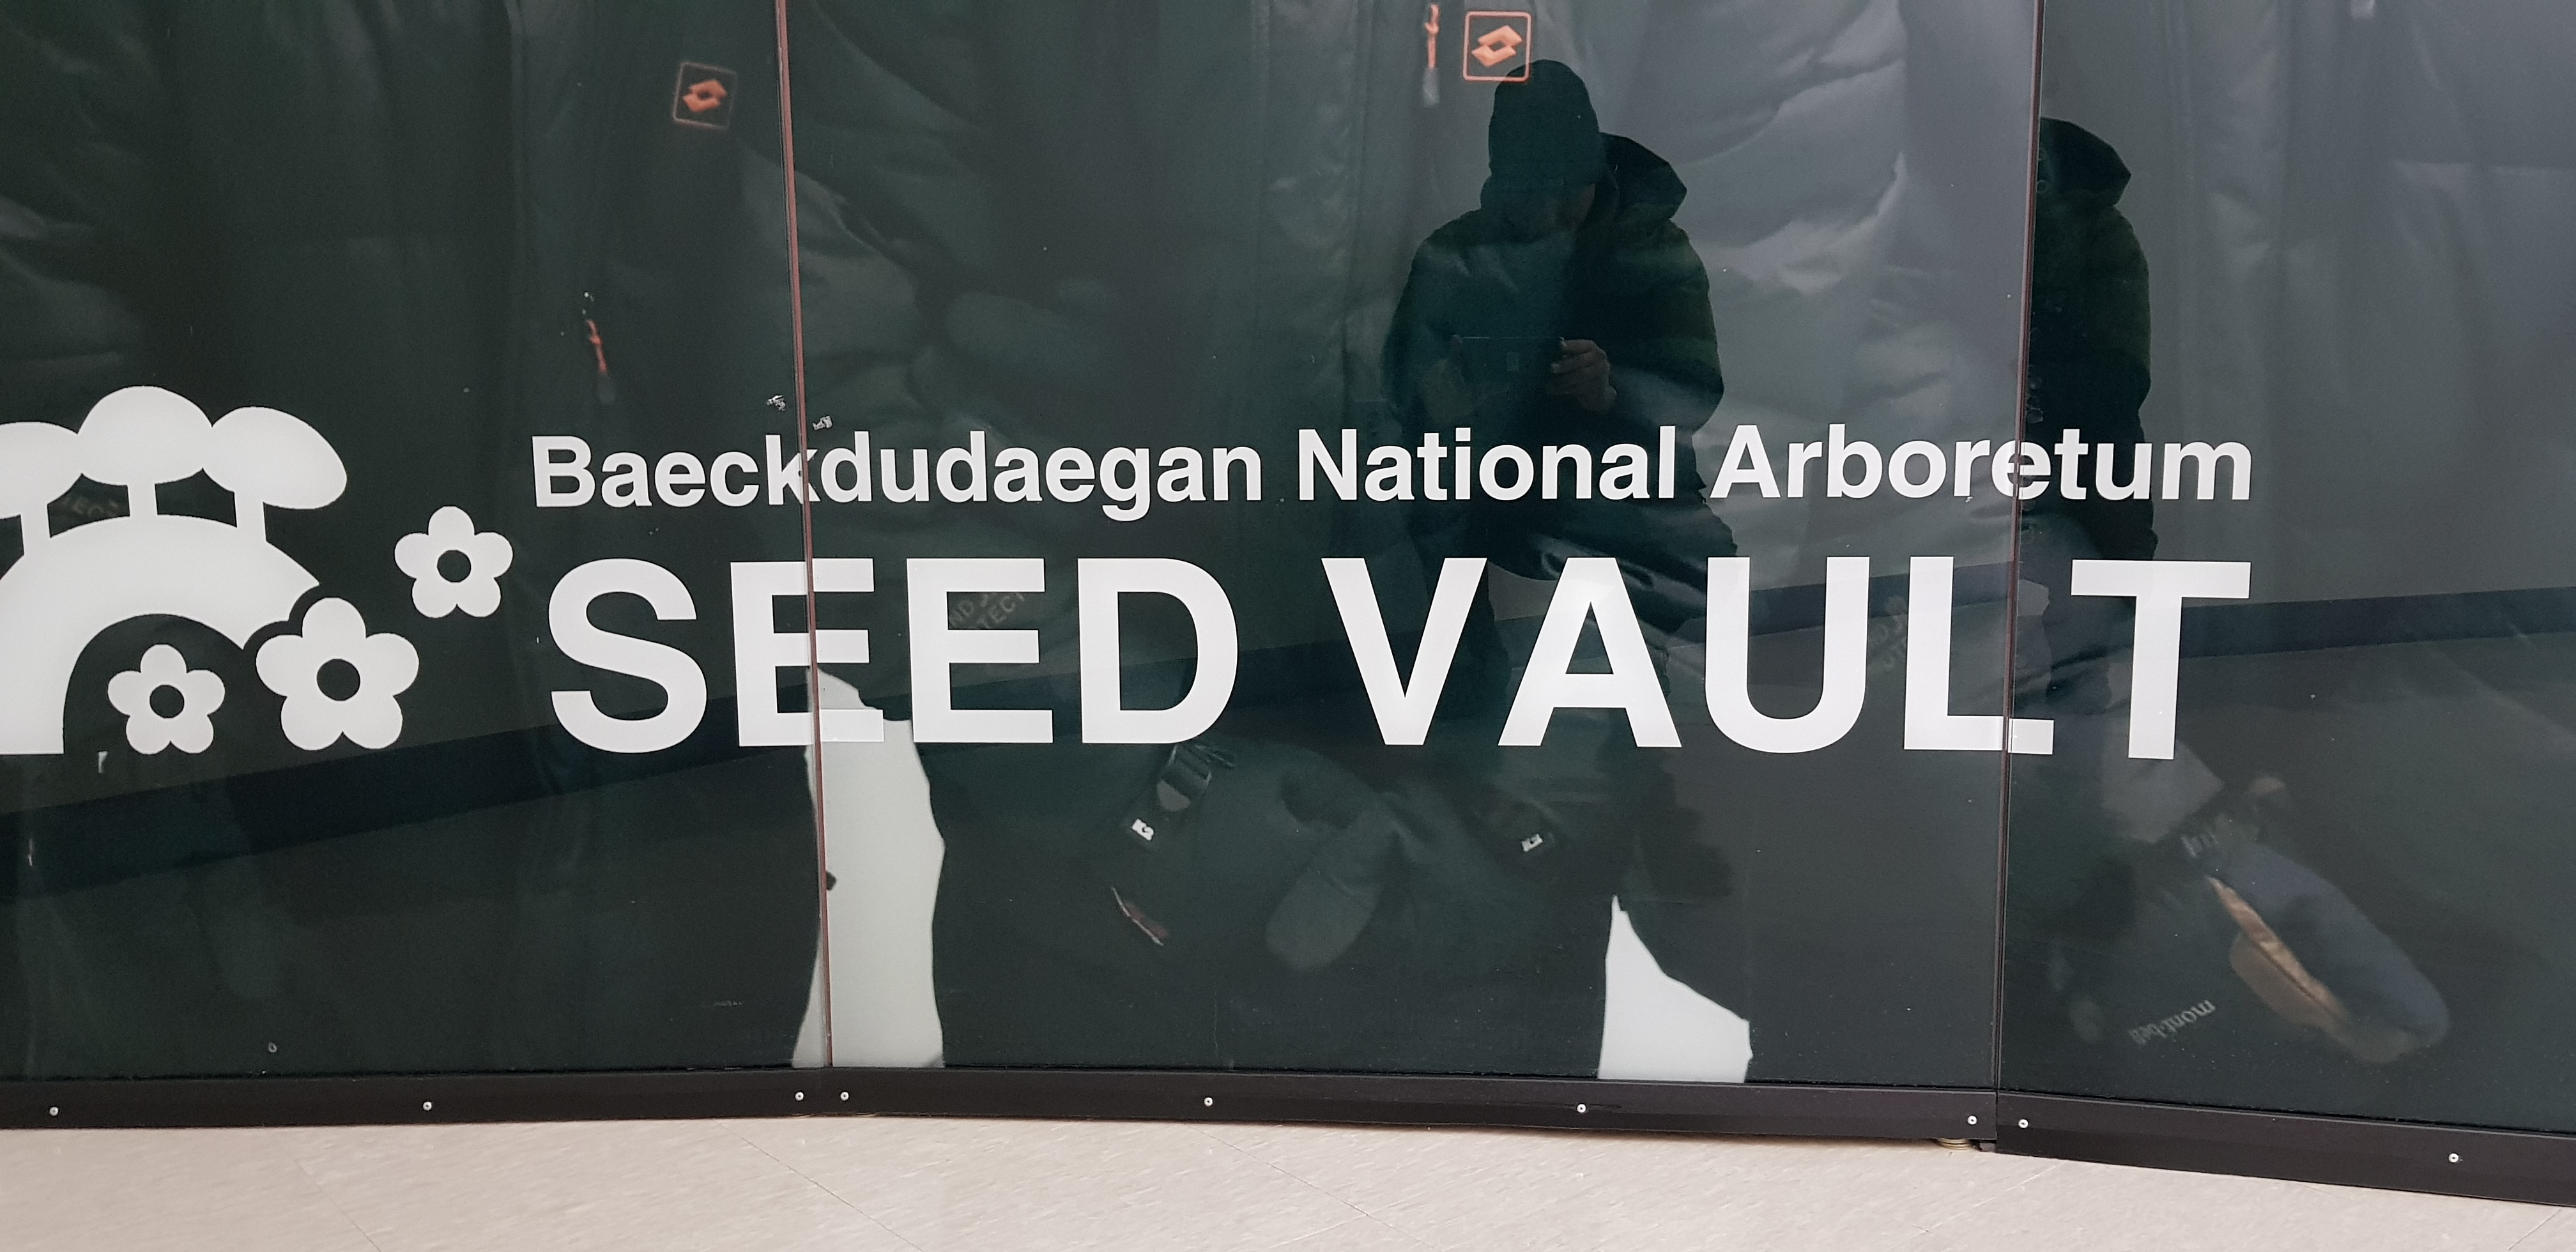 Baeckdudaegan National Arboretum
SEED VAULT